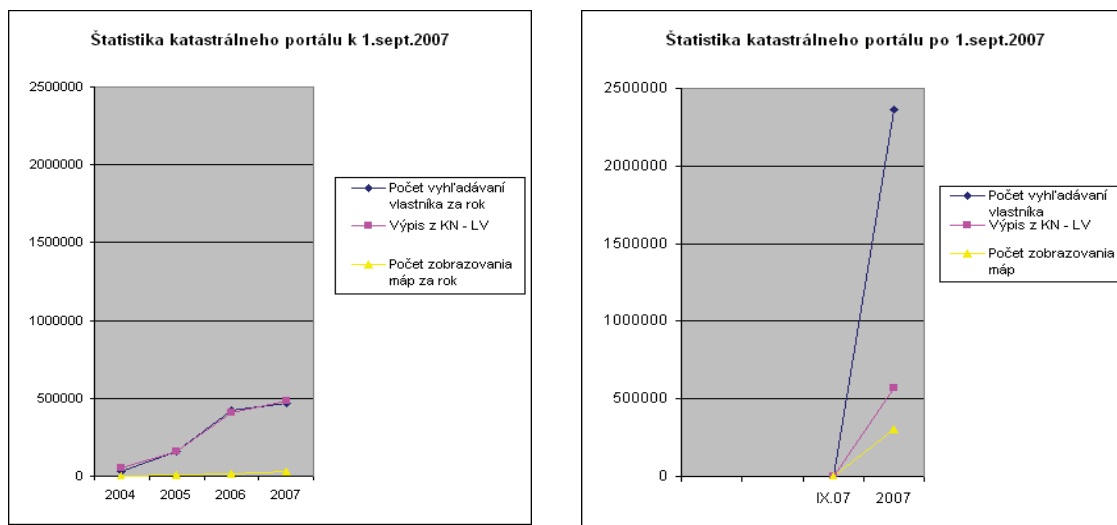 Štatistika katastrálneho portálu k 1.sept.2007
2500000
2000000
1500000
1000000
500000
0
2004 2005 2006 2007
Počet vyhľadávaní
vlastníka za rok
Výpis z KN - LV
Počet zobrazovania
máp za rok
Štatistika katastrálneho portálu po 1.sept.2007
2500000
2000000
1500000
1000000
500000
0
IX.07 2007
Počet vyhľadávaní
vlastníka
Výpis z KN - LV
Počet zobrazovania
máp